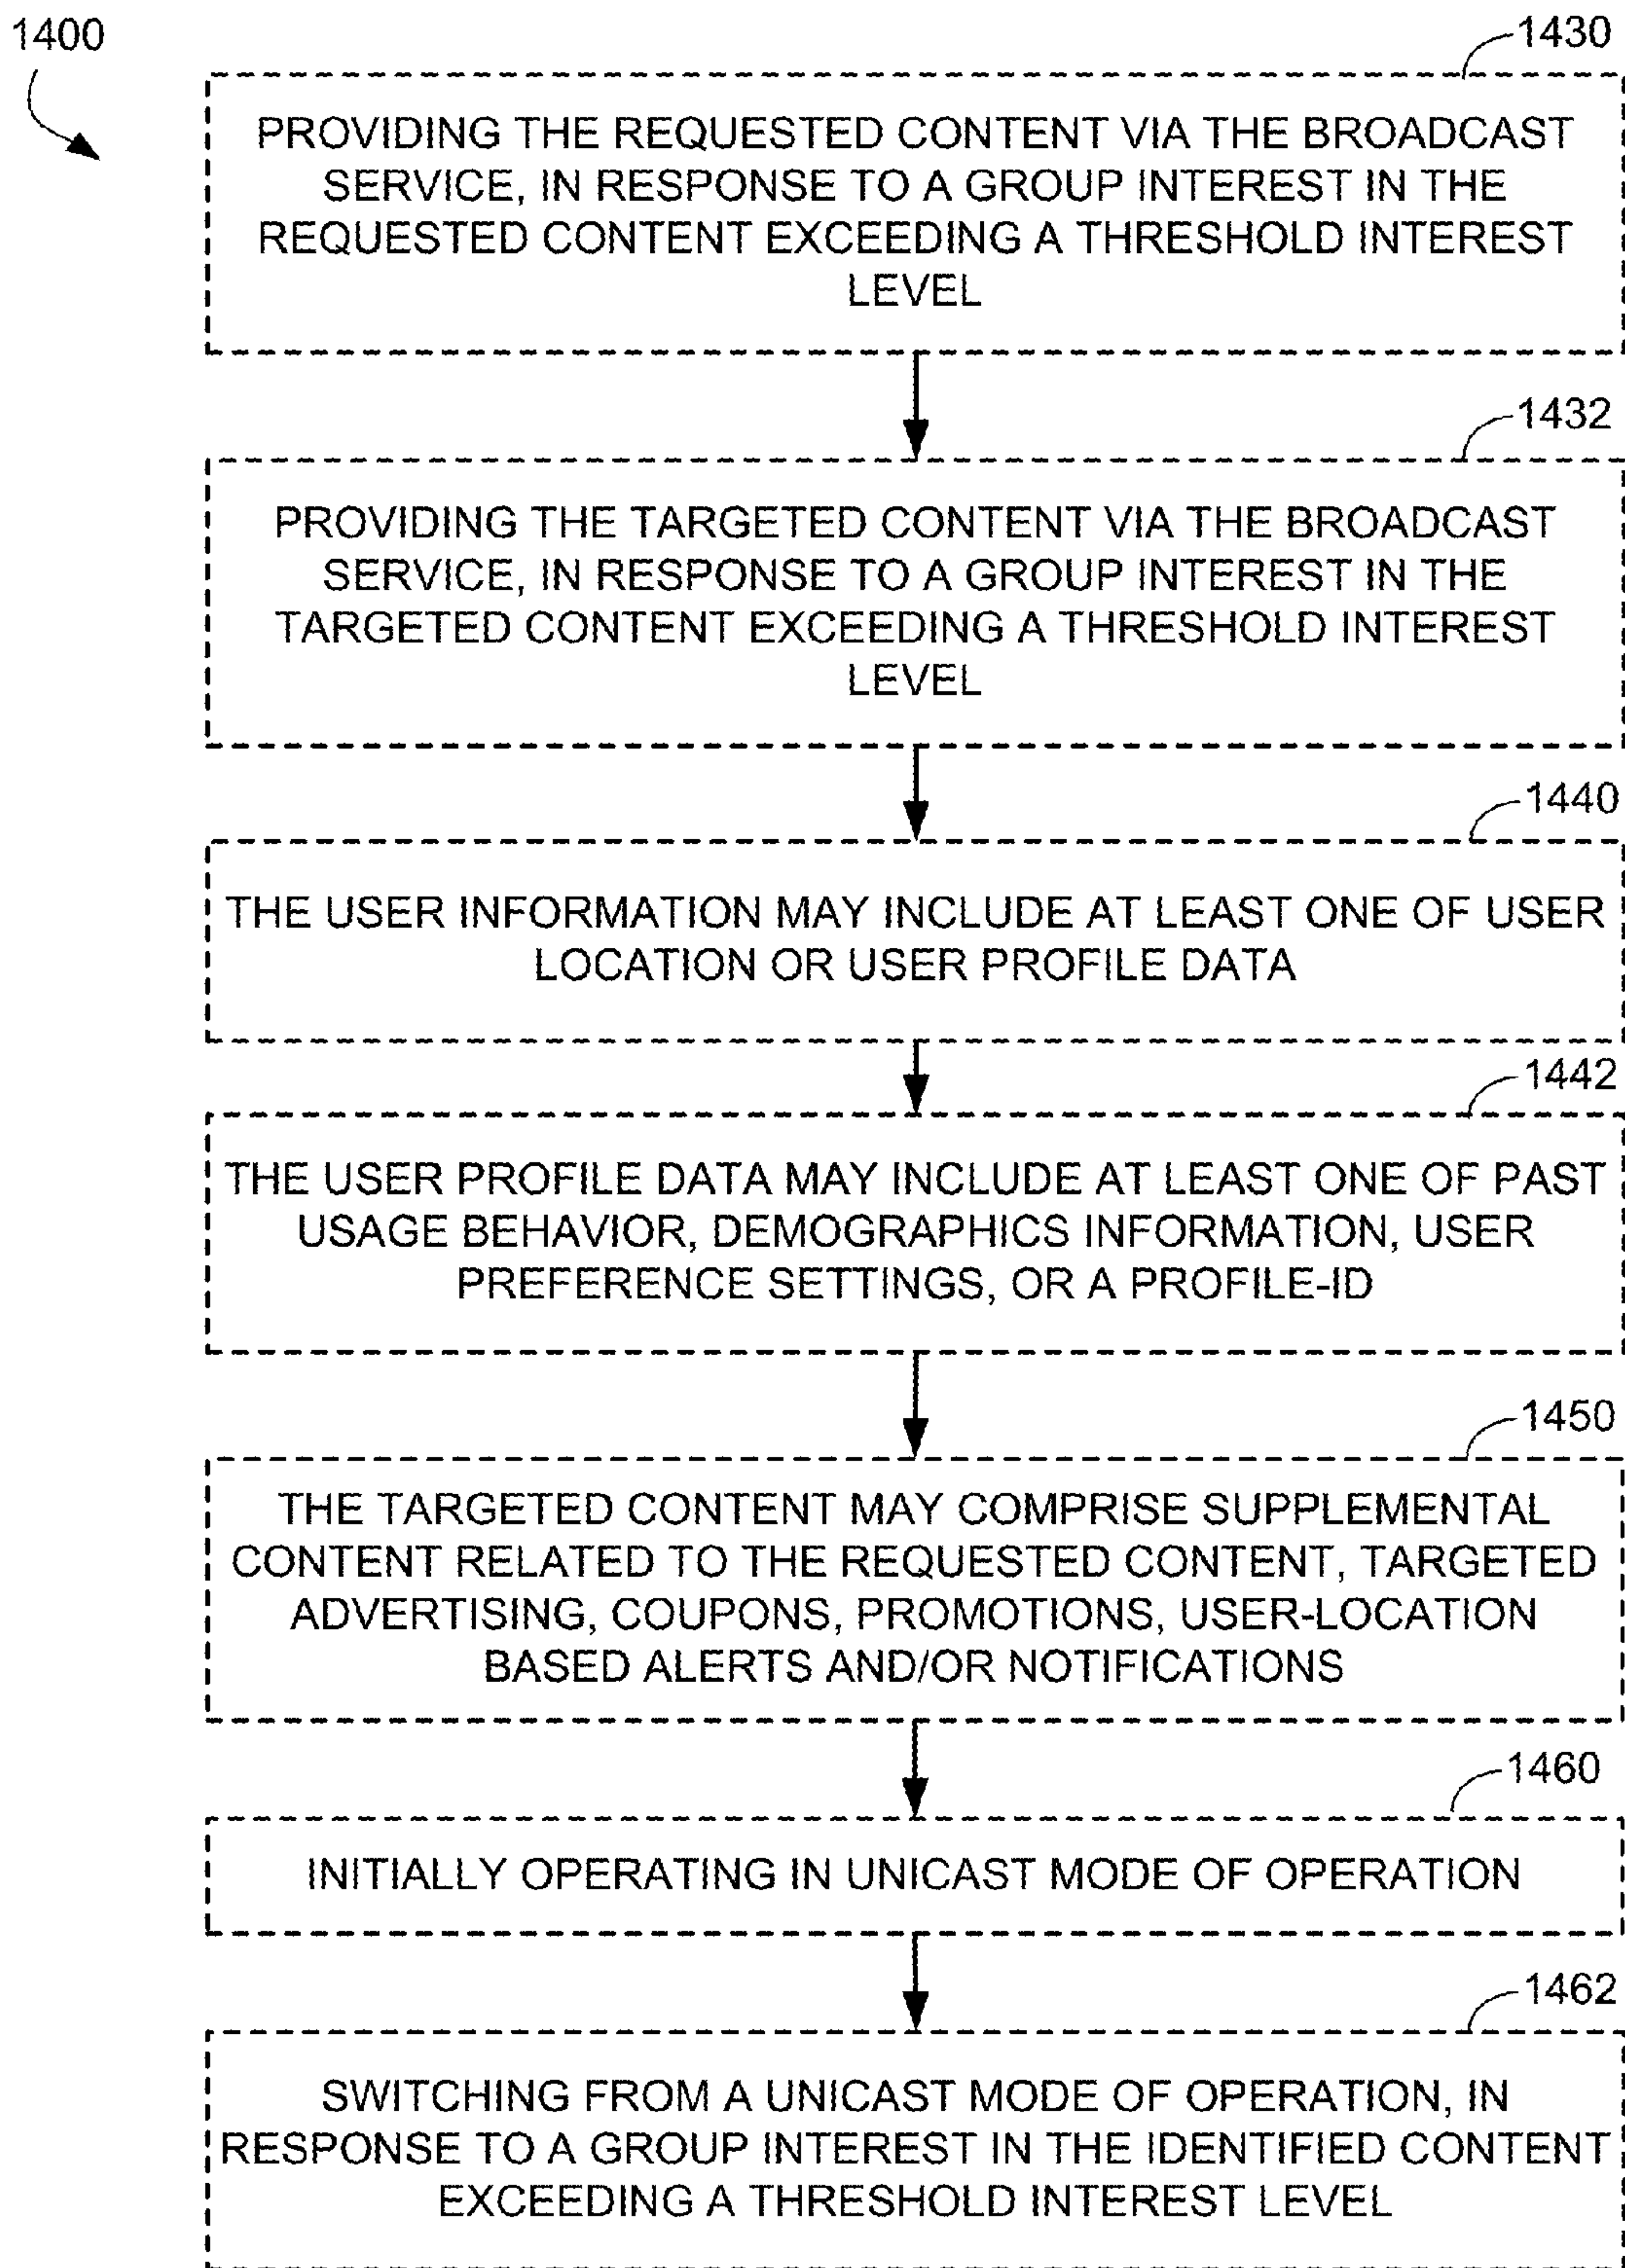 1400
1430
PROVIDING THE REQUESTED CONTENT VIA THE BROADCAST
SERVICE, IN RESPONSE TO A GROUP INTEREST IN THE
REQUESTED CONTENT EXCEEDING A THRESHOLD INTEREST
LEVEL
1432
PROVIDING THE TARGETED CONTENT VIA THE BROADCAST
SERVICE, IN RESPONSE TO A GROUP INTEREST IN THE
TARGETED CONTENT EXCEEDING A THRESHOLD INTEREST
LEVEL
1440
THE USER INFORMATION MAY INCLUDE AT LEAST ONE OF USER
LOCATION OR USER PROFILE DATA
1442
THE USER PROFILE DATA MAY INCLUDE AT LEAST ONE OF PAST
USAGE BEHAVIOR, DEMOGRAPHICS INFORMATION, USER
PREFERENCE SETTINGS, OR A PROFILE-ID
1450
THE TARGETED CONTENT MAY COMPRISE SUPPLEMENTAL
CONTENT RELATED TO THE REQUESTED CONTENT, TARGETED
ADVERTISING, COUPONS, PROMOTIONS, USER-LOCATION
BASED ALERTS AND/OR NOTIFICATIONS
1460
INITIALLY OPERATING IN UNICAST MODE OF OPERATION
1462
SWITCHING FROM A UNICAST MODE OF OPERATION, IN
RESPONSE TO A GROUP INTEREST IN THE IDENTIFIED CONTENT
EXCEEDING A THRESHOLD INTEREST LEVEL